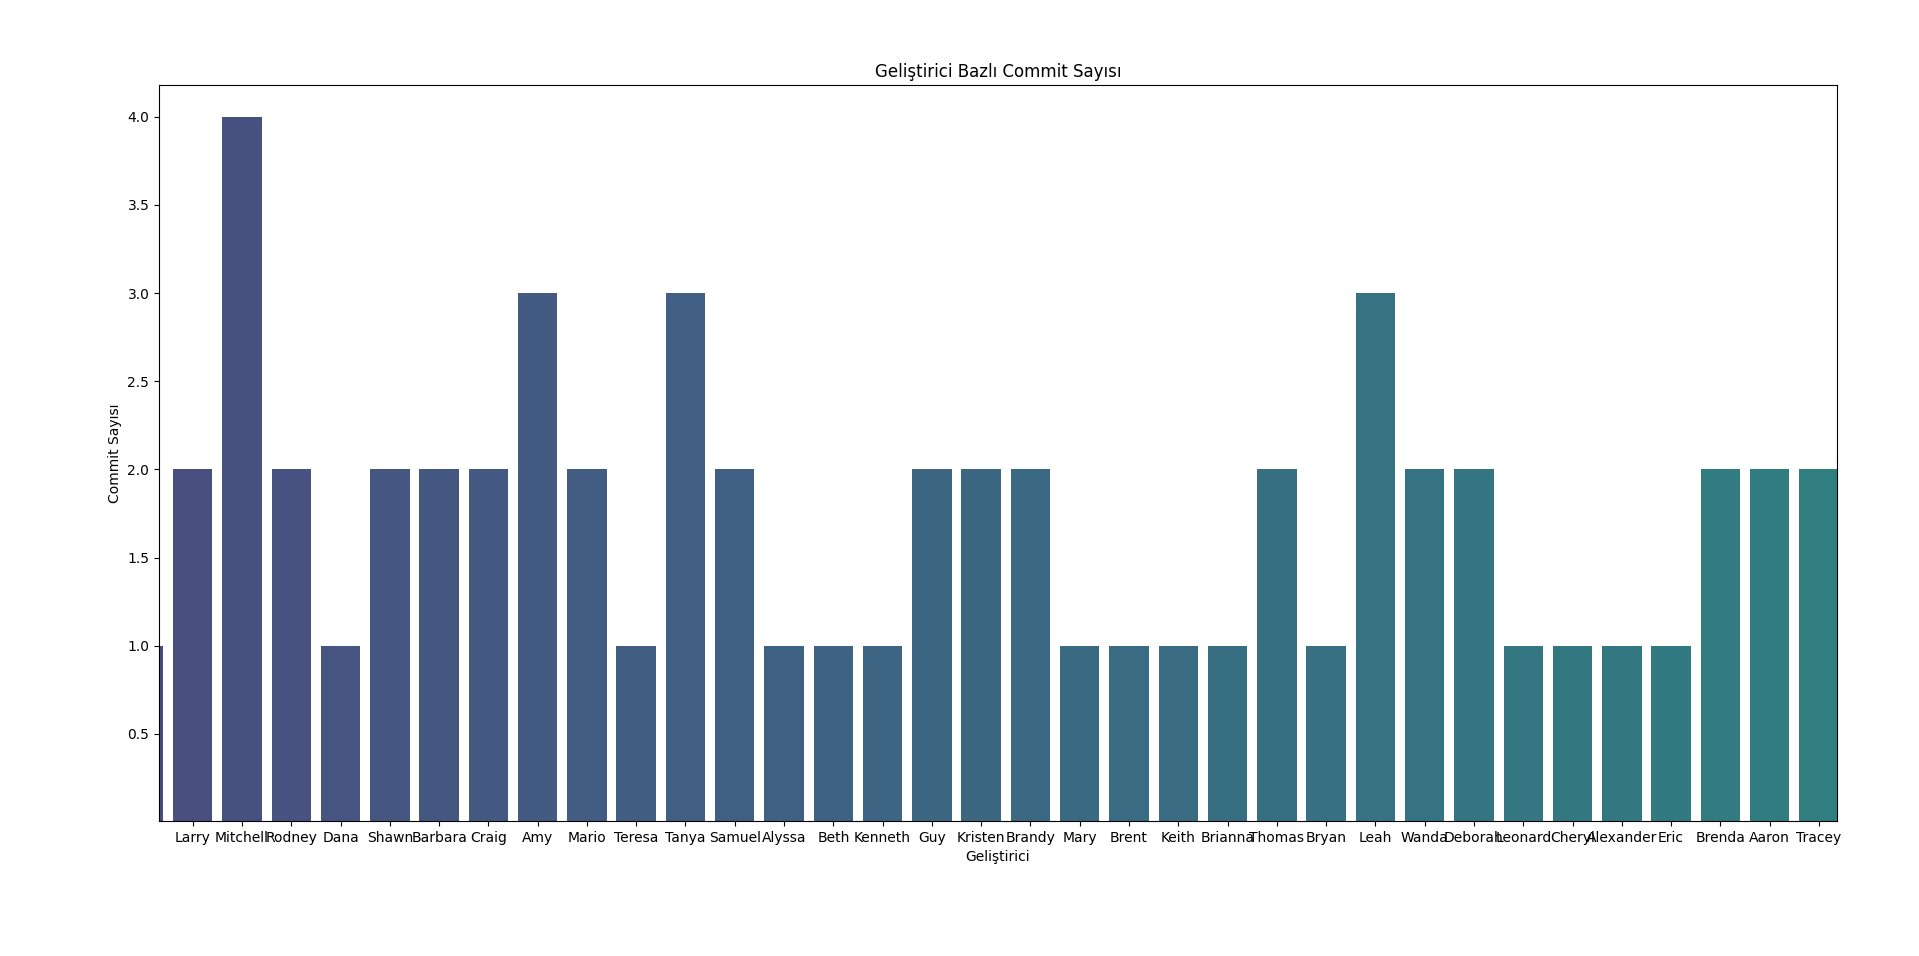 Geliştirici Bazlı Commit Sayısı
4.0
3.5
3.0
2.5
2.0
1.5
1.0
0.5
Commit Sayısı
Larry Mitchell Rodney Dana Shawn Barbara Craig Amy Mario Teresa Tanya Samuel Alyssa Beth Kenneth Guy Kristen Brandy Mary Brent Keith Brianna Thomas Bryan Leah Wanda Deborah Leonard Cheryl Alexander Eric Brenda Aaron Tracey
Geliştirici